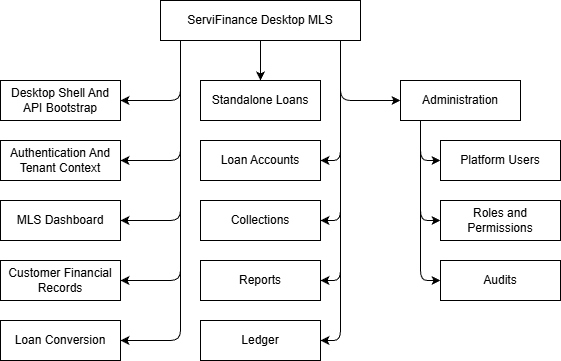 ServiFinance Desktop MLS
Desktop Shell And
API Bootstrap
Standalone Loans
Administration
Authentication And
Tenant Context
Loan Accounts
Platform Users
MLS Dashboard
Collections
Roles and
Permissions
Customer Financial
Records
Reports
Audits
Loan Conversion
Ledger